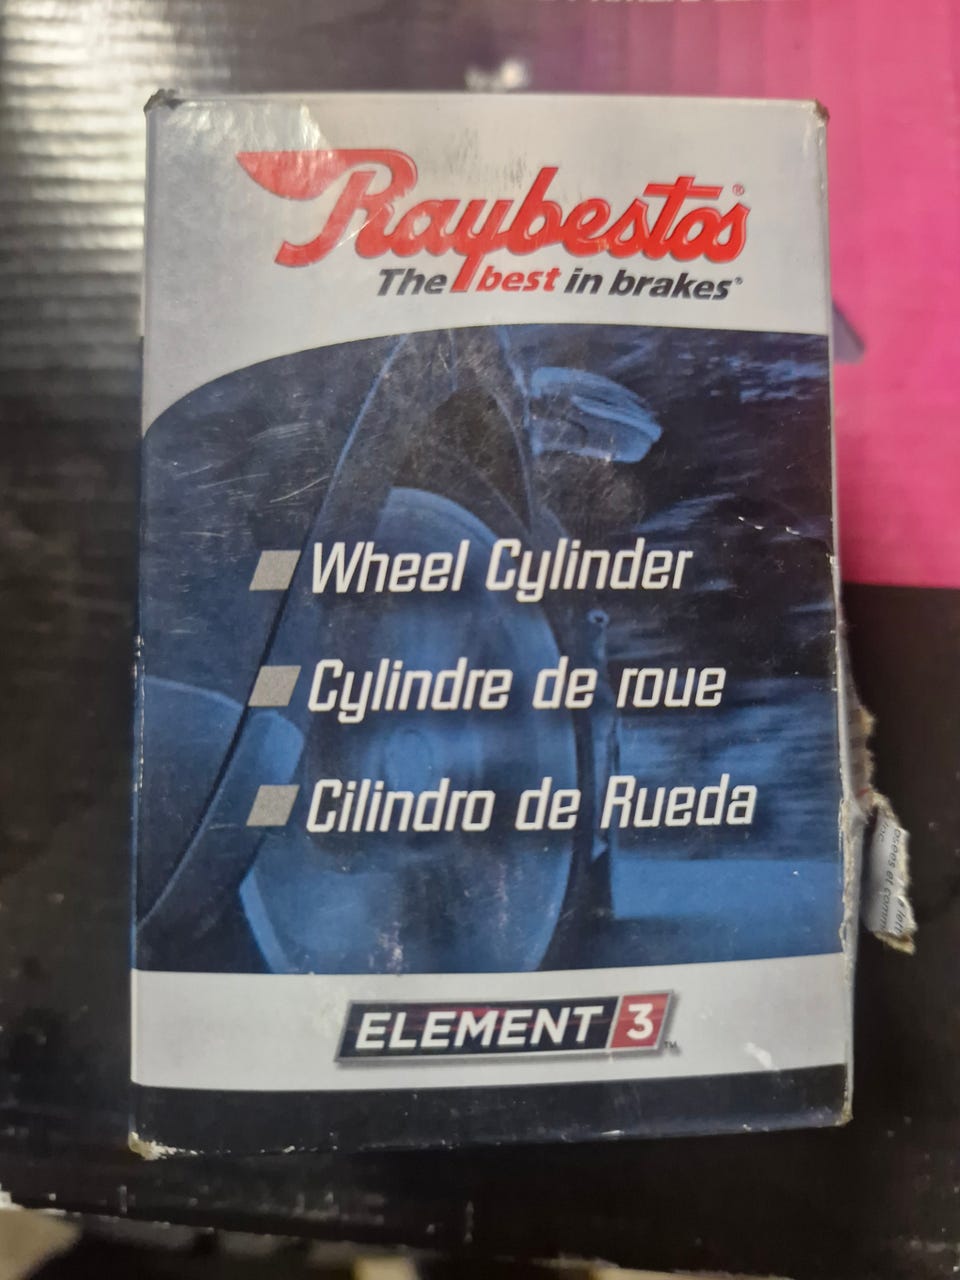 Raybestos®
The best in brakes®
Wheel Cylinder
Cylindre de roue
Cilindro de Rueda
ELEMENT 3™